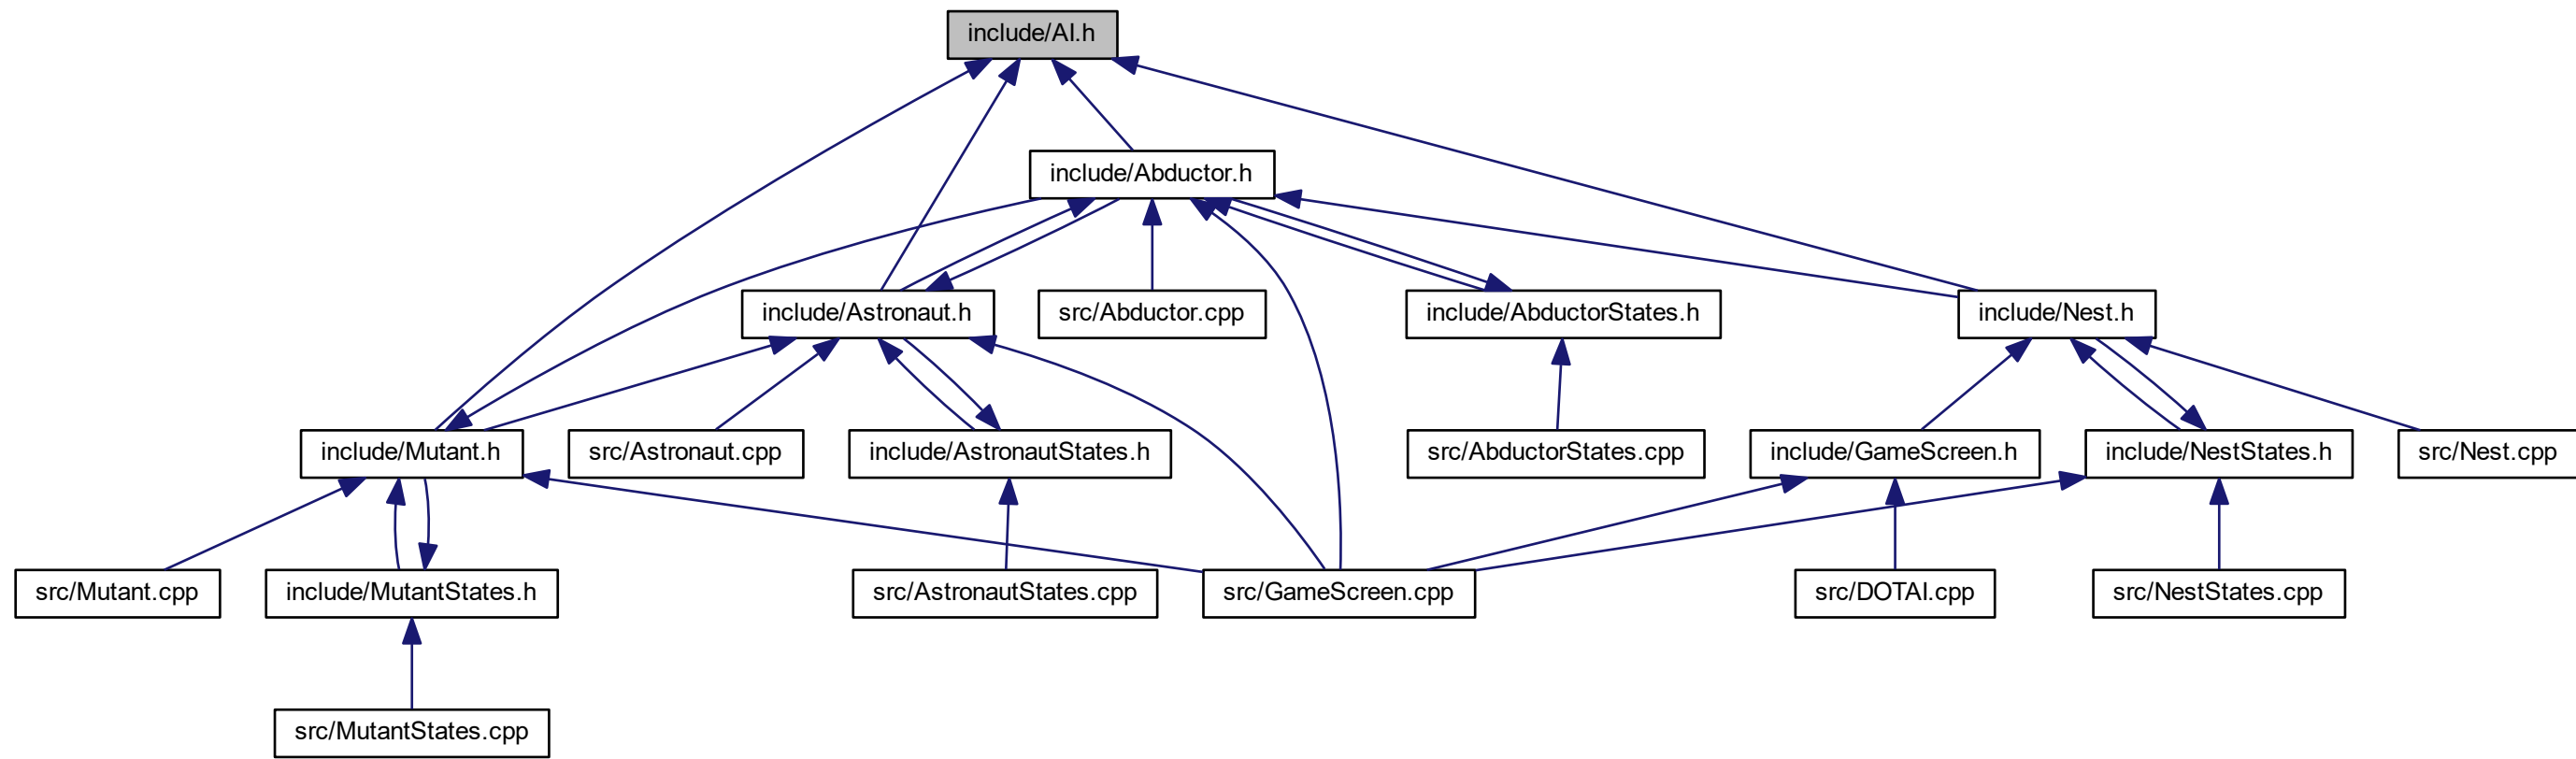 include/AI.h
include/Abductor.h
include/Astronaut.h
src/Abductor.cpp
include/AbductorStates.h
include/Nest.h
include/Mutant.h
src/Astronaut.cpp
include/AstronautStates.h
src/AbductorStates.cpp
include/GameScreen.h
include/NestStates.h
src/Nest.cpp
src/Mutant.cpp
include/MutantStates.h
src/AstronautStates.cpp
src/GameScreen.cpp
src/DOTAI.cpp
src/NestStates.cpp
src/MutantStates.cpp